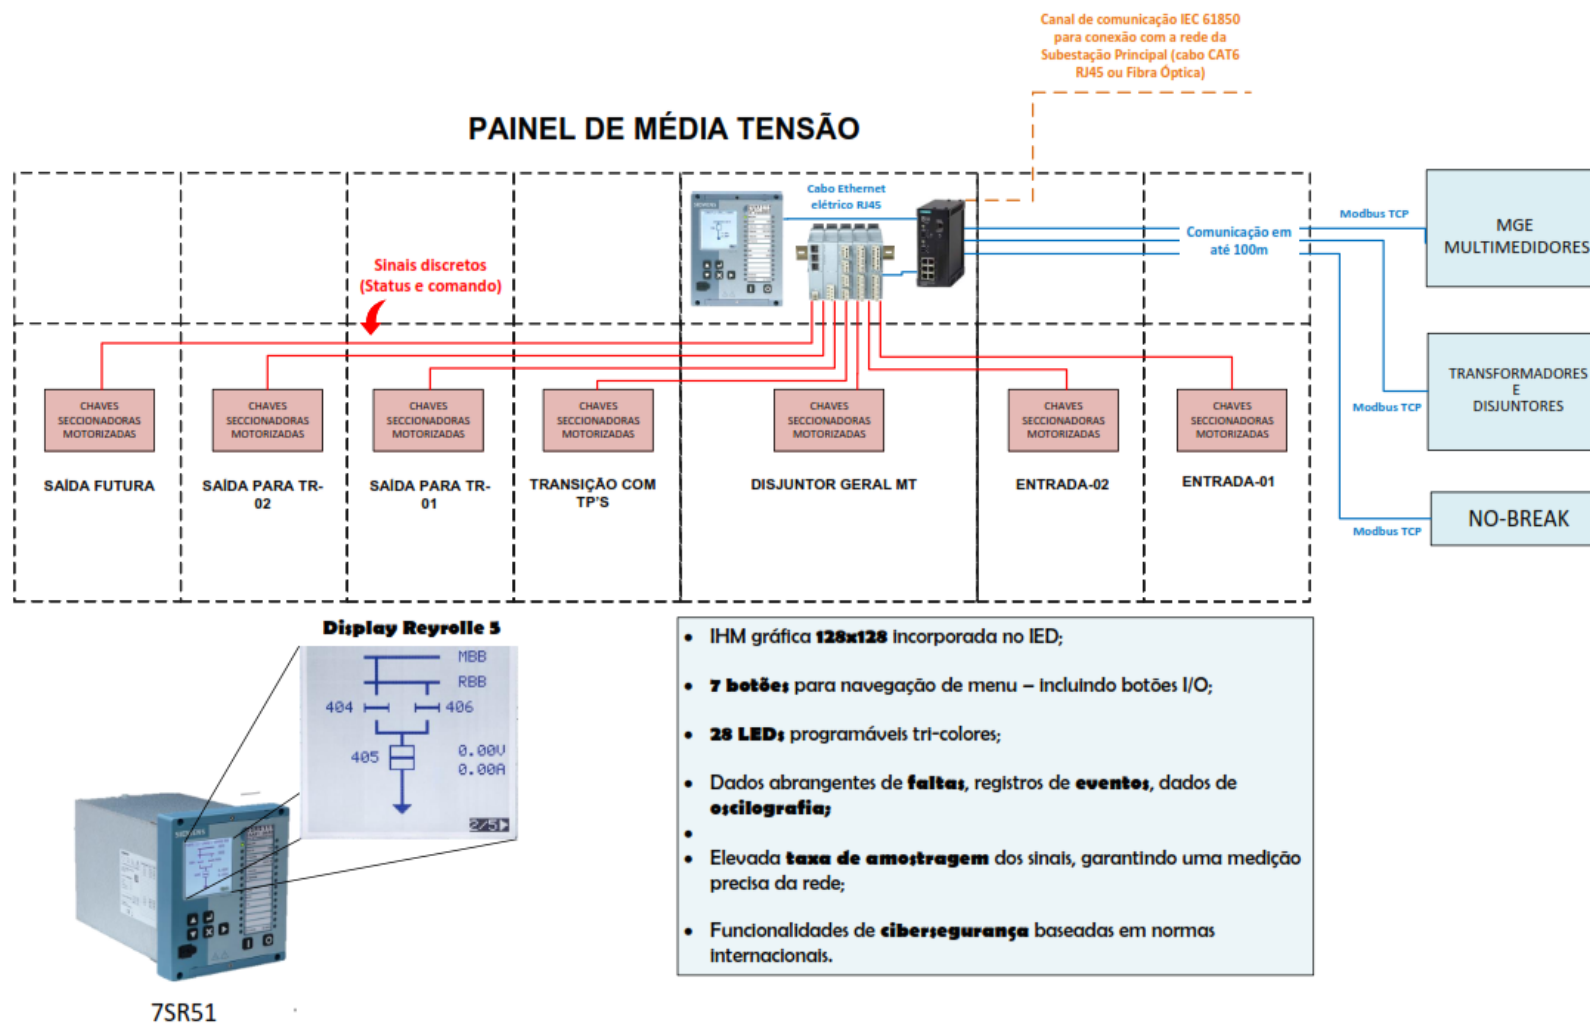 Canal de comunicação IEC 61850
para conexão com a rede da
Subestação Principal (cabo CAT6
RJ45 ou Fibra Óptica)
PAINEL DE MÉDIA TENSÃO
Cabo Ethernet
elétrico RJ45
SIEMENS
Comunicação em
até 100m
Modbus TCP
MGE
MULTIMEDIDORES
Sinais discretos
(Status e comando)
TRANSFORMADORES
E
DISJUNTORES
Modbus TCP
CHAVES
SECCIONADORAS
MOTORIZADAS
CHAVES
SECCIONADORAS
MOTORIZADAS
CHAVES
SECCIONADORAS
MOTORIZADAS
CHAVES
SECCIONADORAS
MOTORIZADAS
CHAVES
SECCIONADORAS
MOTORIZADAS
CHAVES
SECCIONADORAS
MOTORIZADAS
CHAVES
SECCIONADORAS
MOTORIZADAS
SAÍDA FUTURA
SAÍDA PARA TR-
02
SAÍDA PARA TR-
01
TRANSIÇÃO COM
TP'S
DISJUNTOR GERAL MT
ENTRADA-02
ENTRADA-01
NO-BREAK
Modbus TCP
Display Reyrolle 5
MBB
RBB
404
406
405
0.00V
0.00A
2/5
SIEMENS
7SR51
• IHM gráfica 128x128 incorporada no IED;
• 7 botões para navegação de menu – incluindo botões I/O;
• 28 LEDs programáveis tri-colores;
• Dados abrangentes de faltas, registros de eventos, dados de
oscilografia;
•
• Elevada taxa de amostragem dos sinais, garantindo uma medição
precisa da rede;
• Funcionalidades de cibersegurança baseadas em normas
internacionais.